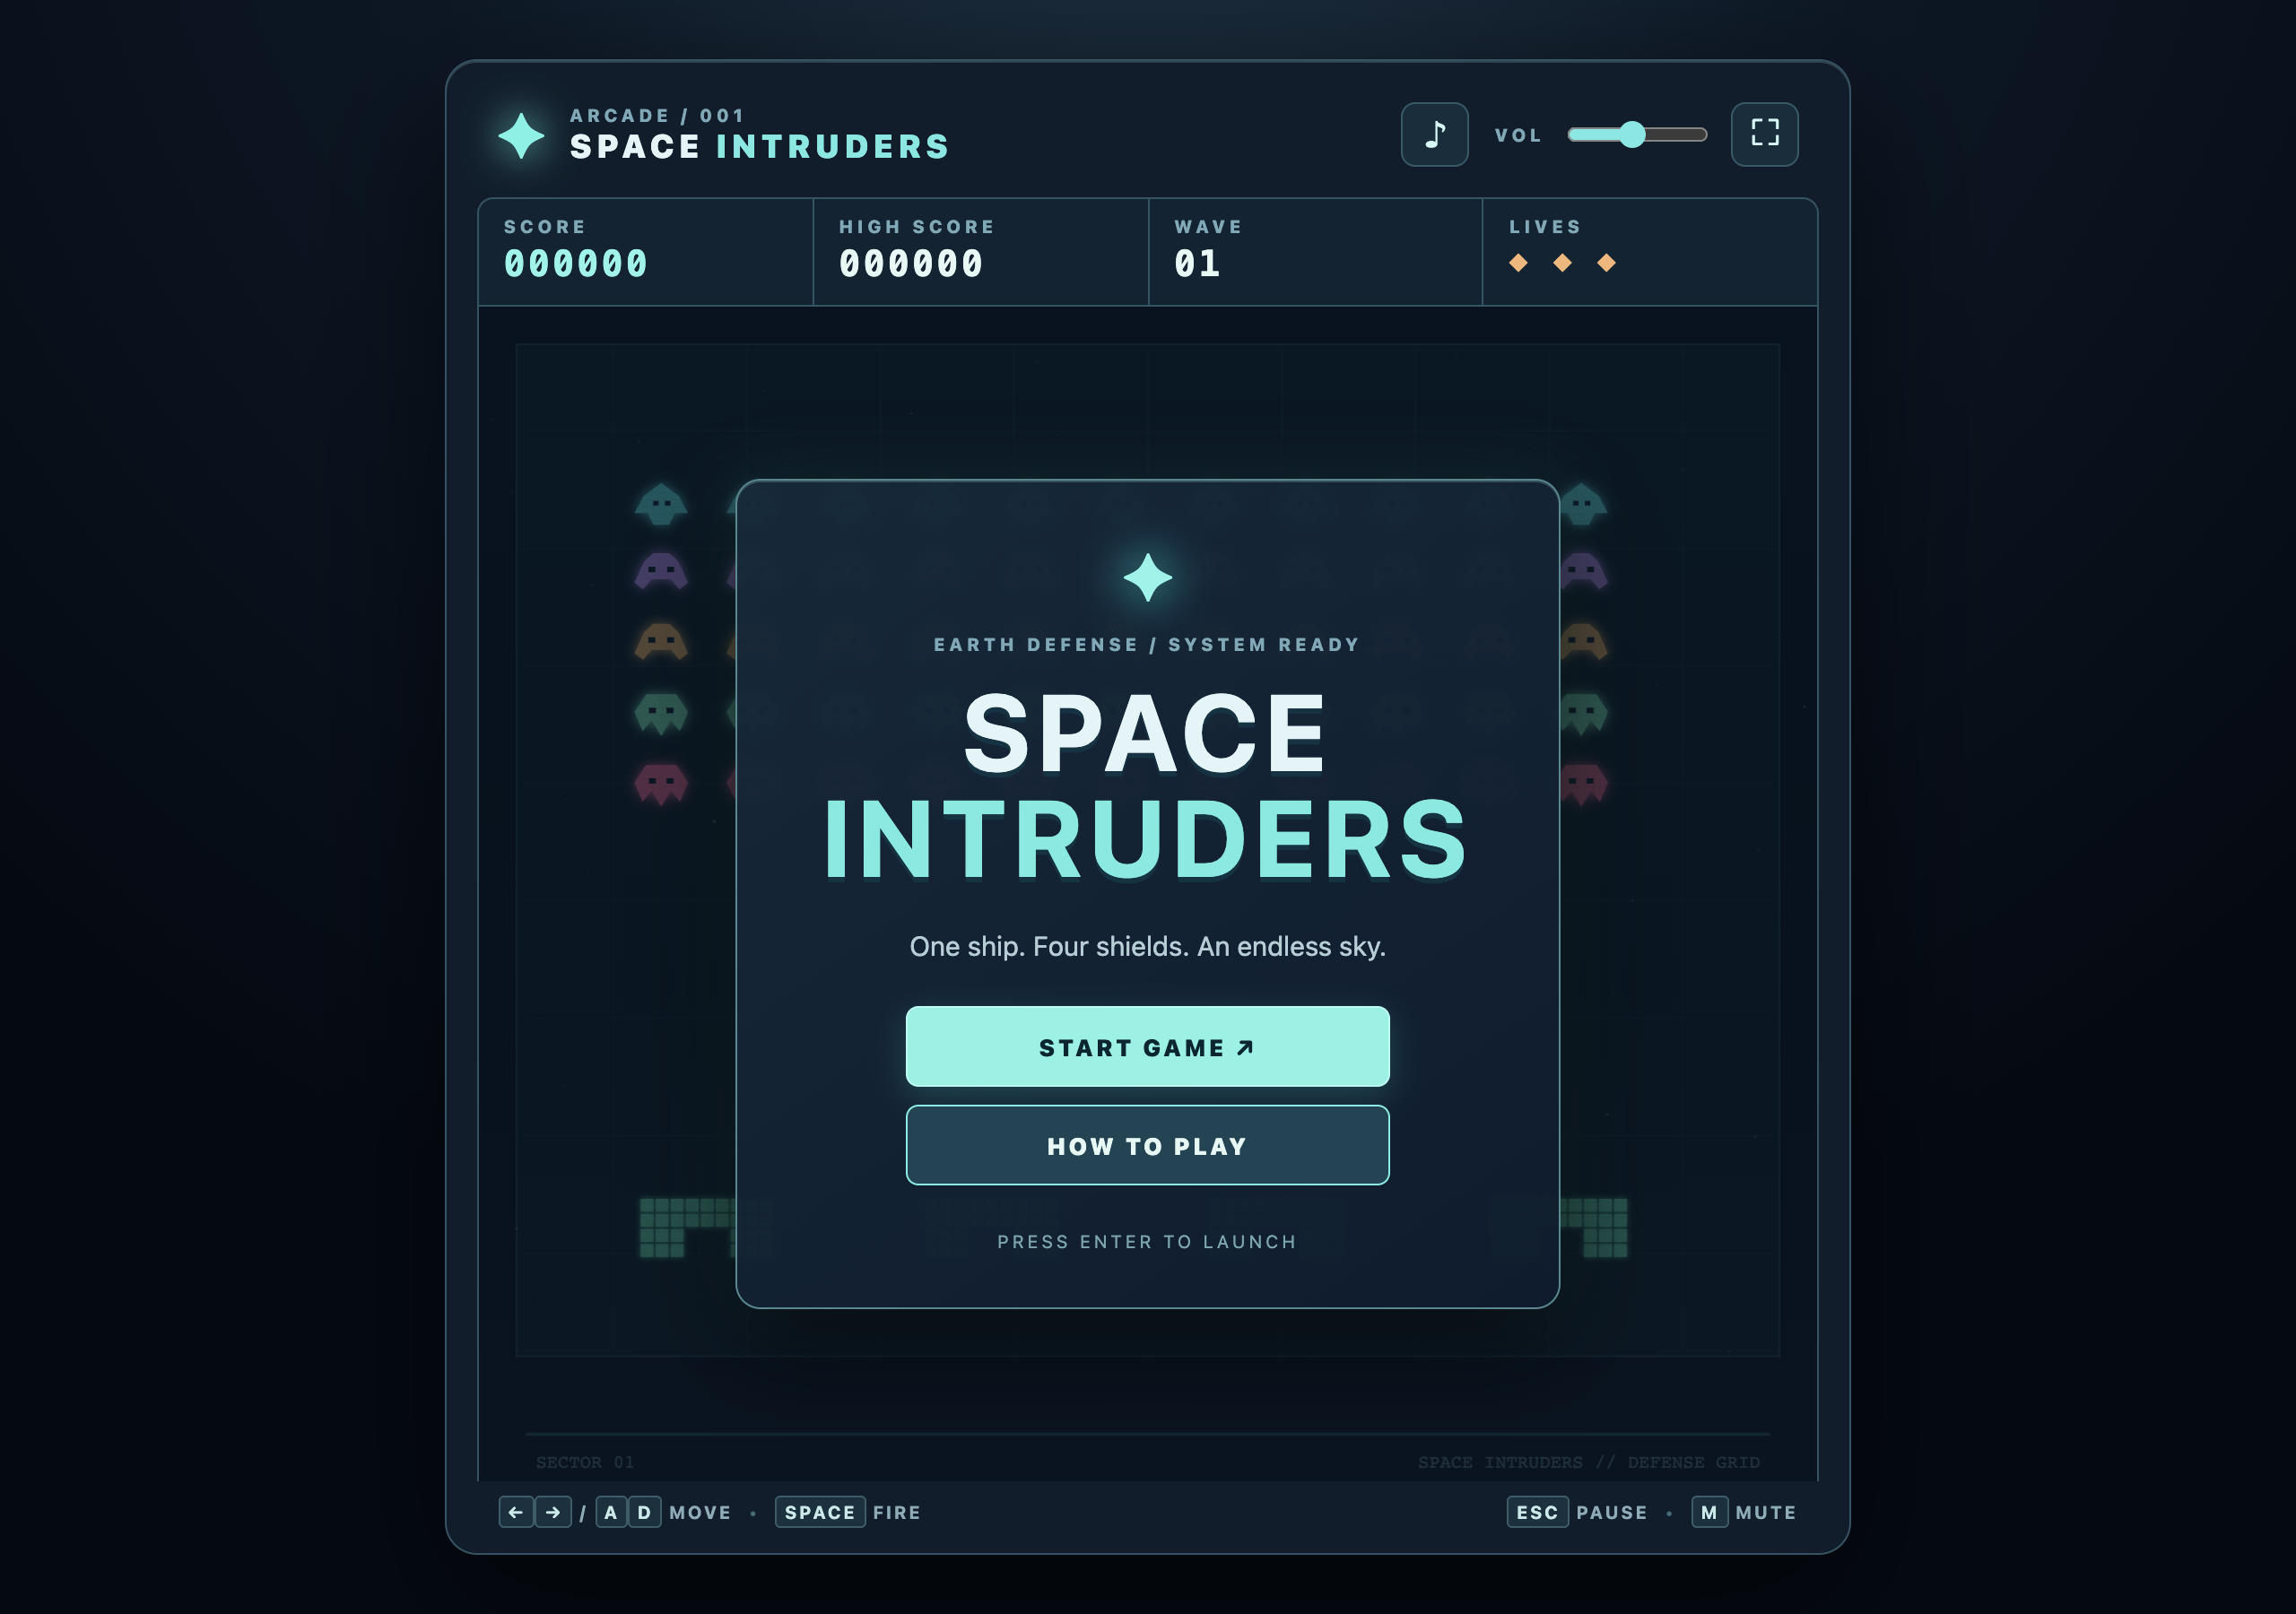 ARCADE / 001
SPACE INTRUDERS
VOL
SCORE
000000
HIGH SCORE
000000
WAVE
01
LIVES
EARTH DEFENSE / SYSTEM READY
SPACE
INTRUDERS
One ship. Four shields. An endless sky.
START GAME ↗
HOW TO PLAY
PRESS ENTER TO LAUNCH
SECTOR 01
SPACE INTRUDERS // DEFENSE GRID
← → / A D MOVE • SPACE FIRE
ESC PAUSE • M MUTE